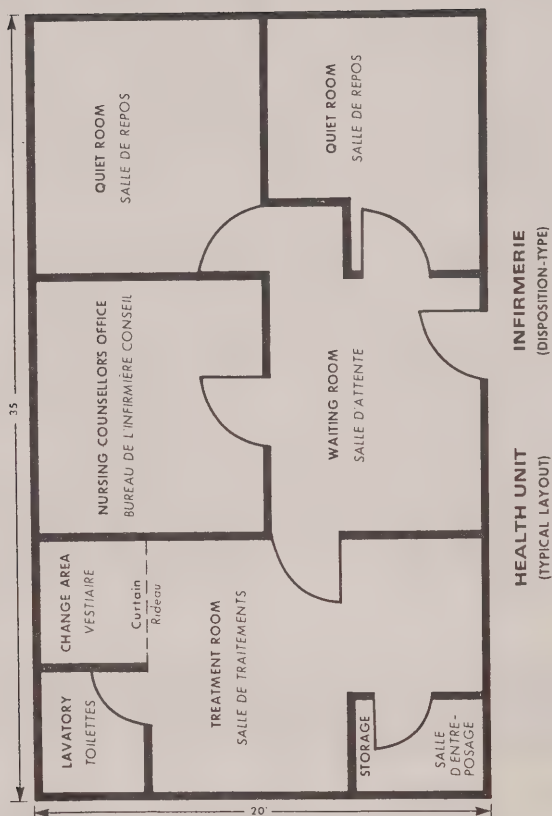 35
20'
LAVATORY
TOILETTES
CHANGE AREA
VESTIAIRE
Curtain
Rideau
NURSING COUNSELLOR'S OFFICE
BUREAU DE L'INFIRMIÈRE CONSEIL
QUIET ROOM
SALLE DE REPOS
TREATMENT ROOM
SALLE DE TRAITEMENTS
WAITING ROOM
SALLE D'ATTENTE
QUIET ROOM
SALLE DE REPOS
STORAGE
SALLE
D'ENTRE-
POSAGE
HEALTH UNIT
(TYPICAL LAYOUT)
INFIRMERIE
(DISPOSITION-TYPE)